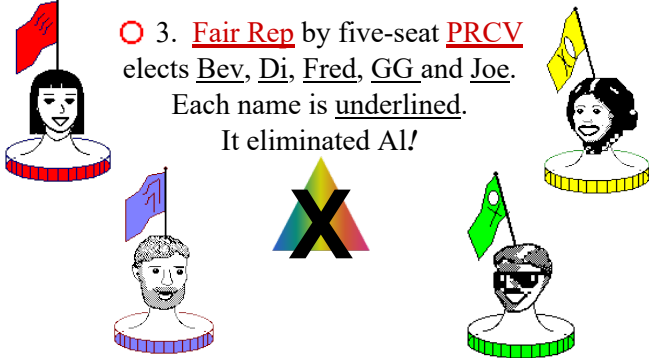 3. Fair Rep by five-seat PRCV
elects Bev, Di, Fred, GG and Joe.
Each name is underlined.
It eliminated Al!
X